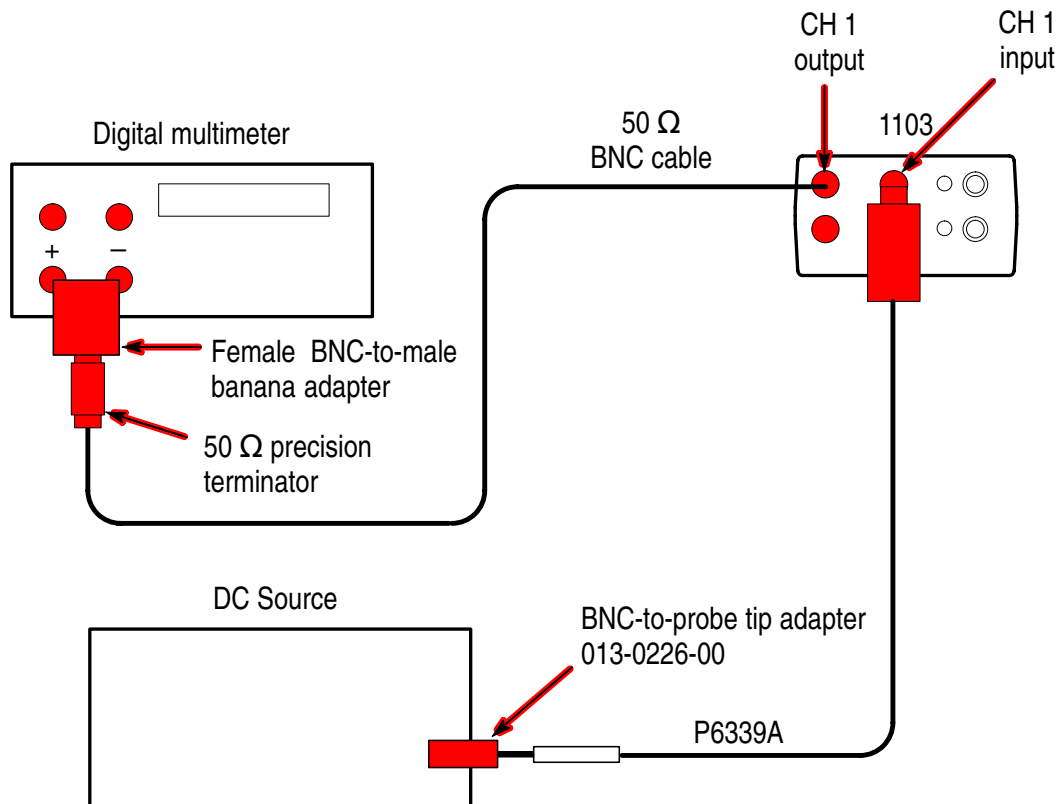 CH 1
output
CH 1
input
Digital multimeter
50 Ω
BNC cable
1103
+ −
Female BNC-to-male
banana adapter
50 Ω precision
terminator
DC Source
BNC-to-probe tip adapter
013-0226-00
P6339A